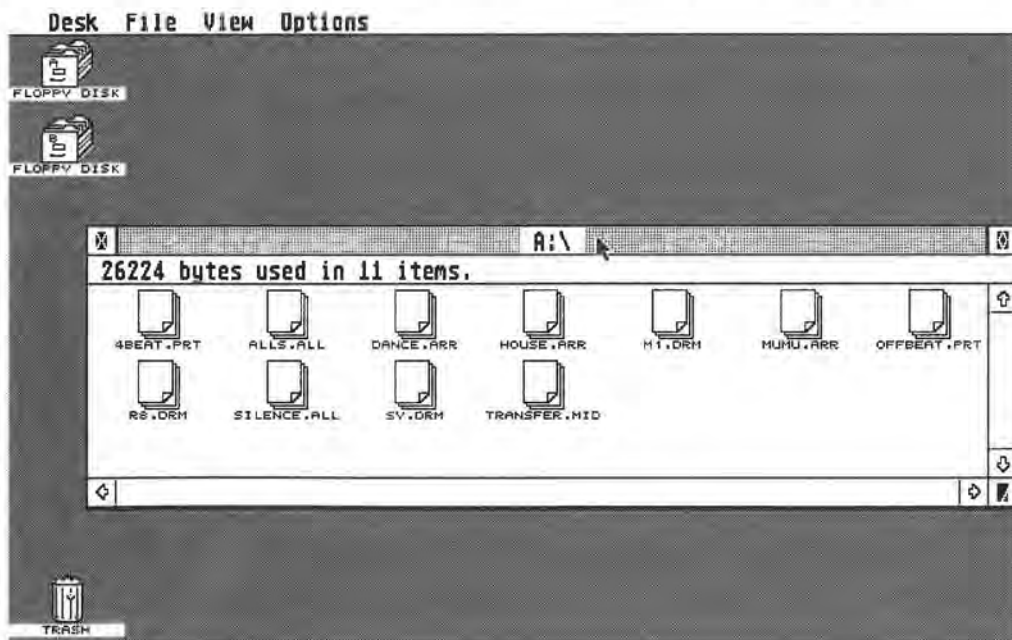 Desk File View Options
A
FLOPPY DISK
B
FLOPPY DISK
A:\
26224 bytes used in 11 items.
4BEAT.PRT ALLS.ALL DANCE.ARR HOUSE.ARR M1.DRM MUMU.ARR OFFBEAT.PRT
R8.DRM SILENCE.ALL SV.DRM TRANSFER.MID
TRASH